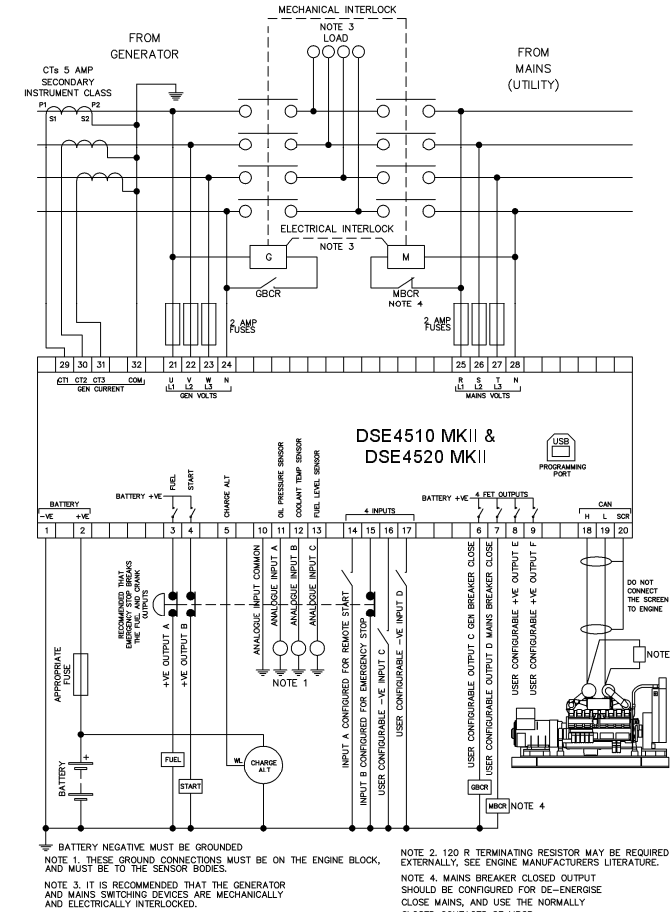 MECHANICAL INTERLOCK
NOTE 3
LOAD
FROM
GENERATOR
FROM
MAINS
(UTILITY)
CTs 5 AMP
SECONDARY
INSTRUMENT CLASS
P1 P2
S1 S2
ELECTRICAL INTERLOCK
NOTE 3
G
M
GBCR
MBCR
NOTE 4
2 AMP
FUSES
2 AMP
FUSES
29 30 31 32 21 22 23 24 25 26 27 28
CT1 CT2 CT3 COM
GEN CURRENT
U V W N
L1 L2 L3
GEN VOLTS
R S T N
L1 L2 L3
MAINS VOLTS
DSE4510 MKII &
DSE4520 MKII
USB
PROGRAMMING
PORT
BATTERY
-VE +VE
BATTERY +VE
FUEL
START
CHARGE ALT
OIL PRESSURE SENSOR
COOLANT TEMP SENSOR
FUEL LEVEL SENSOR
4 INPUTS
BATTERY +VE
4 FET OUTPUTS
CAN
H L SCR
1 2 3 4 5 10 11 12 13 14 15 16 17 6 7 8 9 18 19 20
RECOMENDED THAT
EMERGENCY STOP BREAKS
THE FUEL AND CRANK
OUTPUTS
+VE OUTPUT A
+VE OUTPUT B
ANALOGUE INPUT COMMON
ANALOGUE INPUT A
ANALOGUE INPUT B
ANALOGUE INPUT C
NOTE 1
INPUT A CONFIGURED FOR REMOTE START
INPUT B CONFIGURED FOR EMERGENCY STOP
USER CONFIGURABLE -VE INPUT C
USER CONFIGURABLE -VE INPUT D
USER CONFIGURABLE OUTPUT C GEN BREAKER CLOSE
USER CONFIGURABLE OUTPUT D MAINS BREAKER CLOSE
USER CONFIGURABLE +VE OUTPUT E
USER CONFIGURABLE +VE OUTPUT F
DO NOT
CONNECT
THE SCREEN
TO ENGINE
NOTE
APPROPRIATE
FUSE
BATTERY
+
-
FUEL
START
WL
CHARGE
ALT
GBCR
MBCR NOTE 4
BATTERY NEGATIVE MUST BE GROUNDED
NOTE 1. THESE GROUND CONNECTIONS MUST BE ON THE ENGINE BLOCK,
AND MUST BE TO THE SENSOR BODIES.
NOTE 3. IT IS RECOMMENDED THAT THE GENERATOR
AND MAINS SWITCHING DEVICES ARE MECHANICALLY
AND ELECTRICALLY INTERLOCKED.
NOTE 2. 120 R TERMINATING RESISTOR MAY BE REQUIRED
EXTERNALLY, SEE ENGINE MANUFACTURERS LITERATURE.
NOTE 4. MAINS BREAKER CLOSED OUTPUT
SHOULD BE CONFIGURED FOR DE-ENERGISE
CLOSE MAINS, AND USE THE NORMALLY